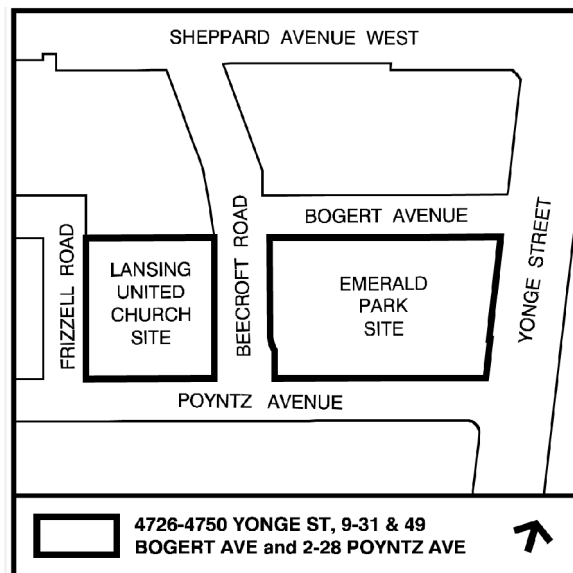 SHEPPARD AVENUE WEST
BOGERT AVENUE
FRIZZELL ROAD
LANSING
UNITED
CHURCH
SITE
BEECROFT ROAD
EMERALD
PARK
SITE
YONGE STREET
POYNTZ AVENUE
4726-4750 YONGE ST, 9-31 & 49
BOGERT AVE and 2-28 POYNTZ AVE